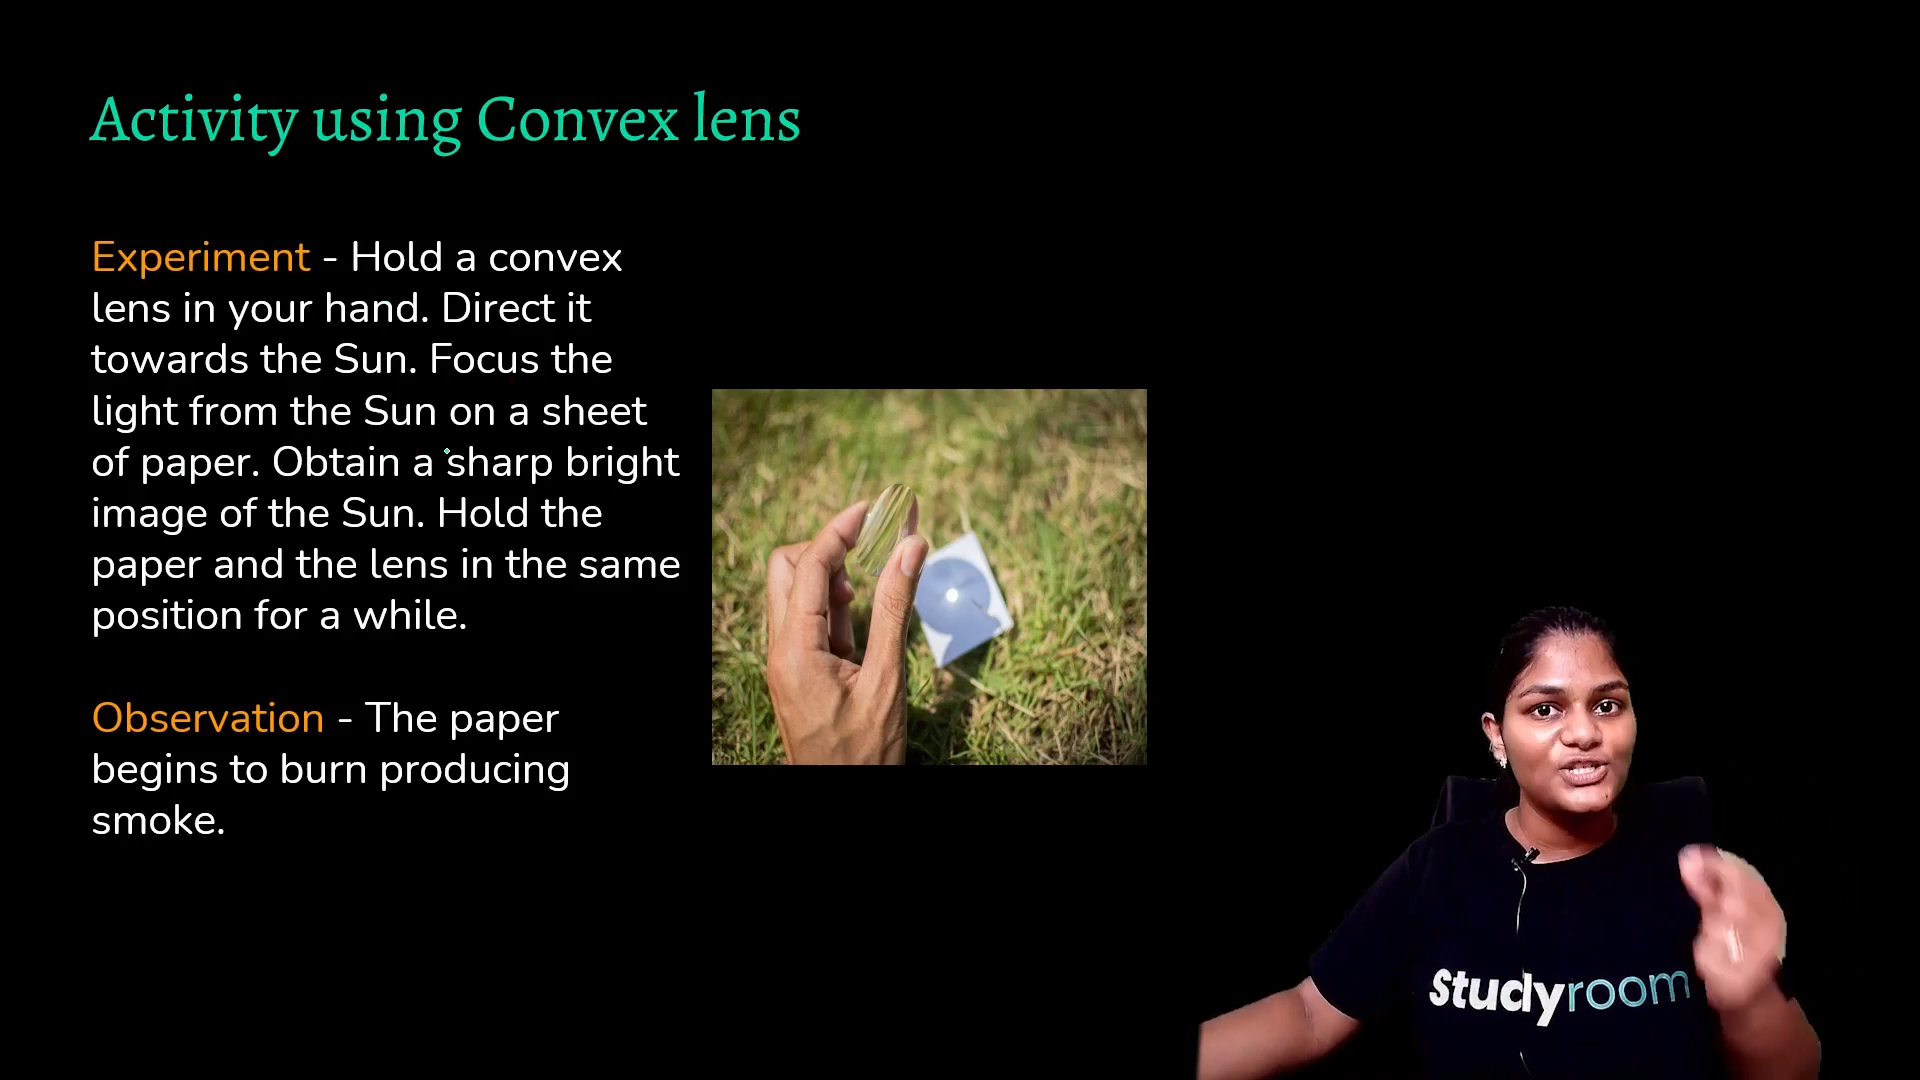 Activity using Convex lens
Experiment - Hold a convex
lens in your hand. Direct it
towards the Sun. Focus the
light from the Sun on a sheet
of paper. Obtain a sharp bright
image of the Sun. Hold the
paper and the lens in the same
position for a while.
Observation - The paper
begins to burn producing
smoke.
Studyroom